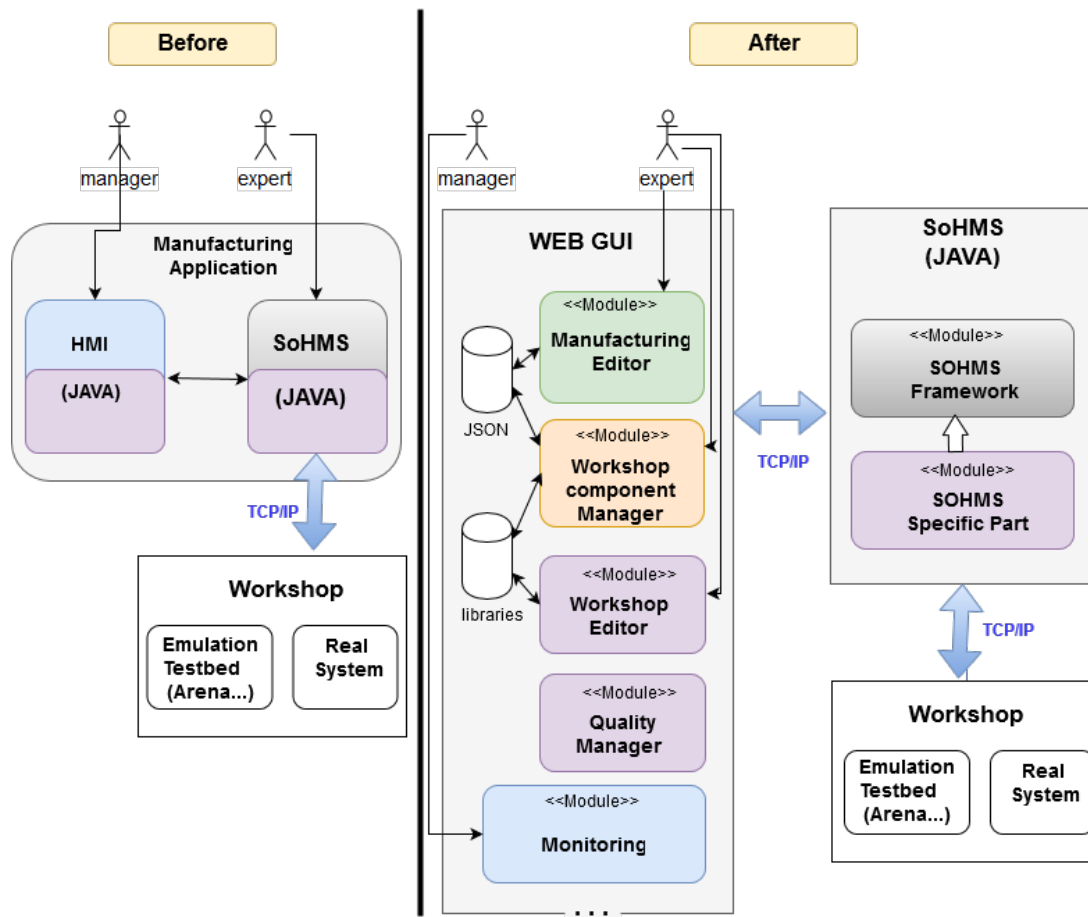 Before
manager
expert
Manufacturing
Application
HMI
(JAVA)
SoHMS
(JAVA)
TCP/IP
Workshop
Emulation
Testbed
(Arena...)
Real
System
After
manager
expert
WEB GUI
<<Module>>
Manufacturing
Editor
JSON
<<Module>>
Workshop
component
Manager
libraries
<<Module>>
Workshop
Editor
<<Module>>
Quality
Manager
<<Module>>
Monitoring
. . .
TCP/IP
SoHMS
(JAVA)
<<Module>>
SOHMS
Framework
<<Module>>
SOHMS
Specific Part
TCP/IP
Workshop
Emulation
Testbed
(Arena...)
Real
System